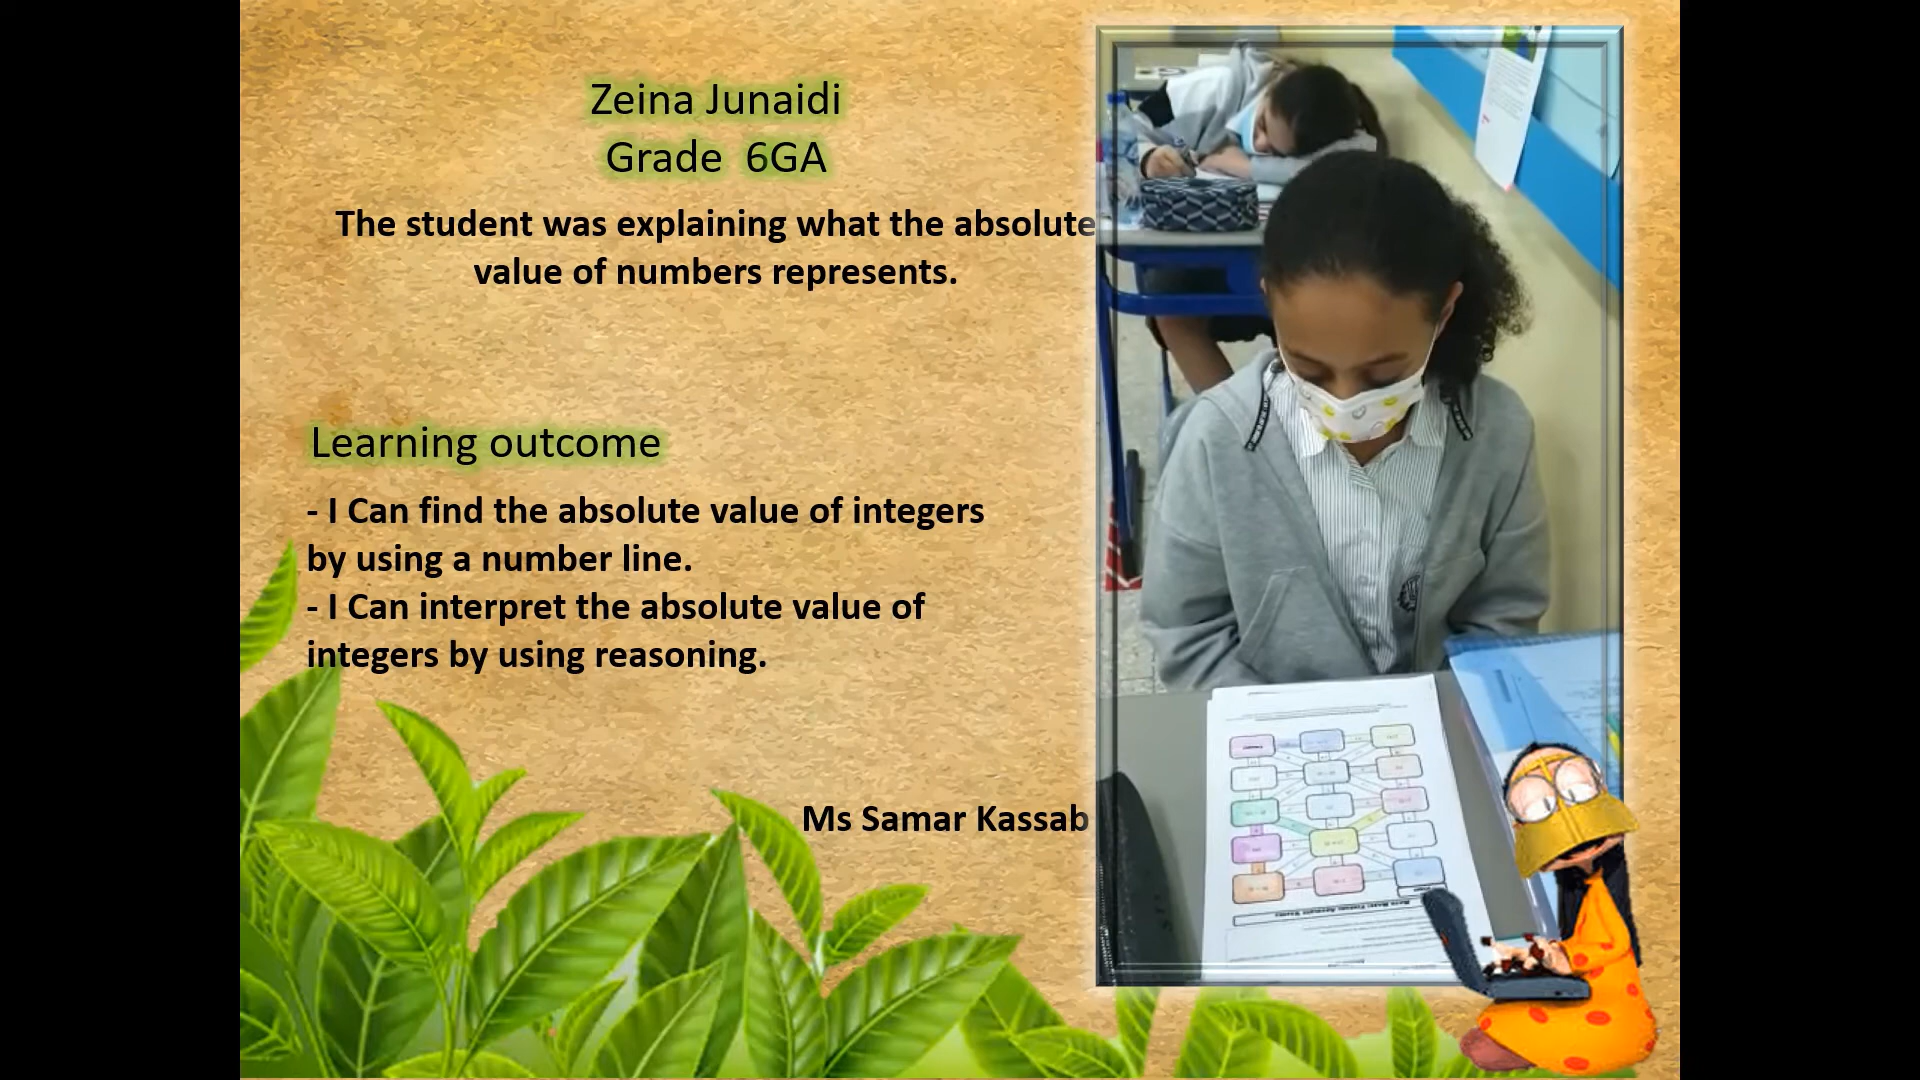 Zeina Junaidi
Grade 6GA
The student was explaining what the absolute
value of numbers represents.
Learning outcome
- I Can find the absolute value of integers
by using a number line.
- I Can interpret the absolute value of
integers by using reasoning.
Ms Samar Kassab